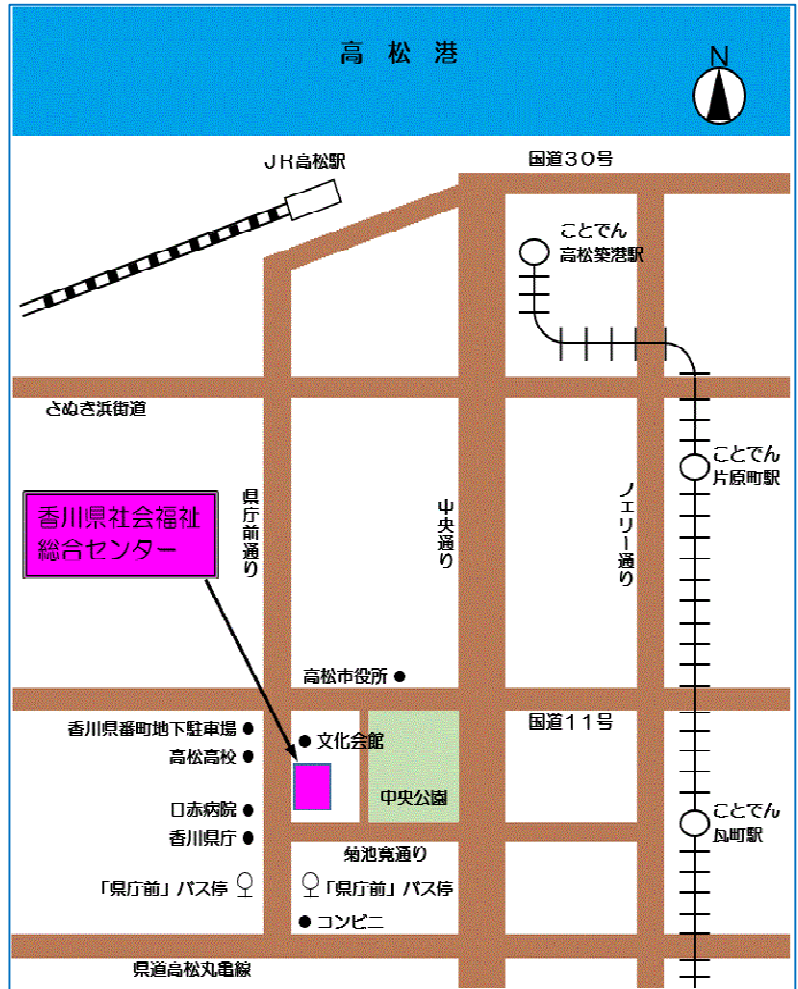 高松港
N
JR高松駅
国道30号
ことでん
高松築港駅
さぬき浜街道
ことでん
片原町駅
香川県社会福祉
総合センター
県庁前通り
中央通り
フェリー通り
高松市役所
香川県番町地下駐車場
文化会館
国道11号
高松高校
中央公園
日赤病院
香川県庁
ことでん
瓦町駅
菊池寛通り
「県庁前」バス停
「県庁前」バス停
コンビニ
県道高松丸亀線